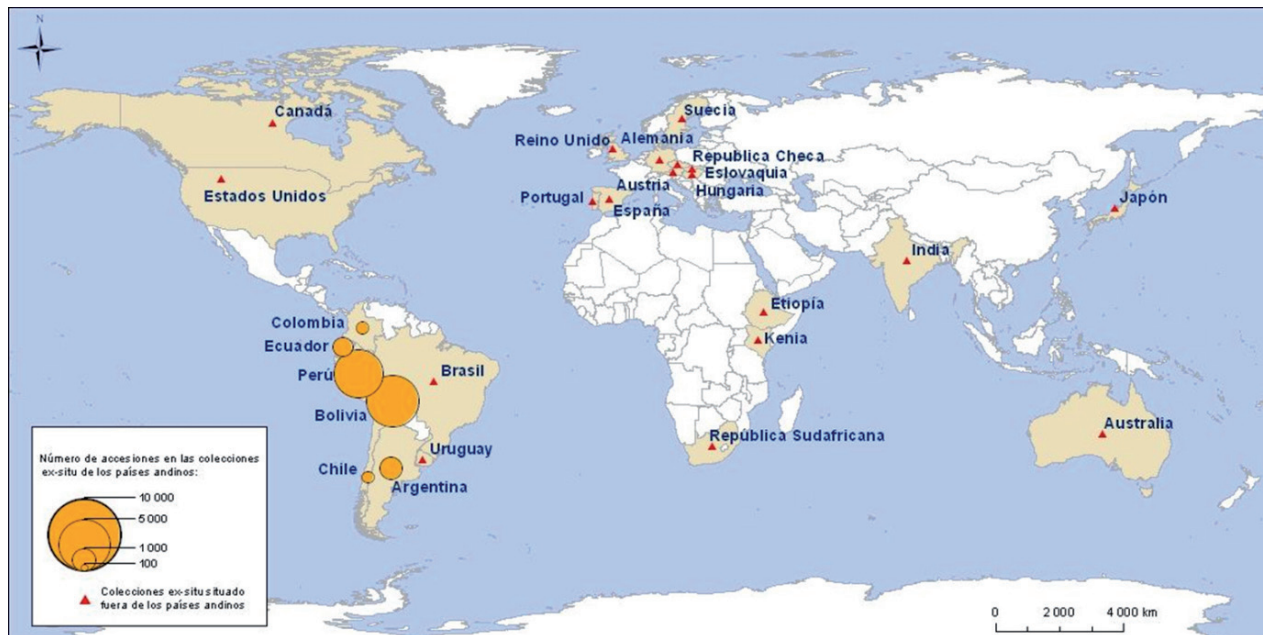 N
Canadá
Estados Unidos
Suecia
Reino Unido
Alemania
Republica Checa
Eslovaquia
Austria
Hungaria
Portugal
España
Japón
India
Etiopía
Kenia
Colombia
Ecuador
Perú
Brasil
Bolivia
Uruguay
Chile
Argentina
República Sudafricana
Australia
Número de accesiones en las colecciones
ex-situ de los países andinos:
10 000
5 000
1 000
100
Colecciones ex-situ situado
fuera de los países andinos
0 2 000 4 000 km